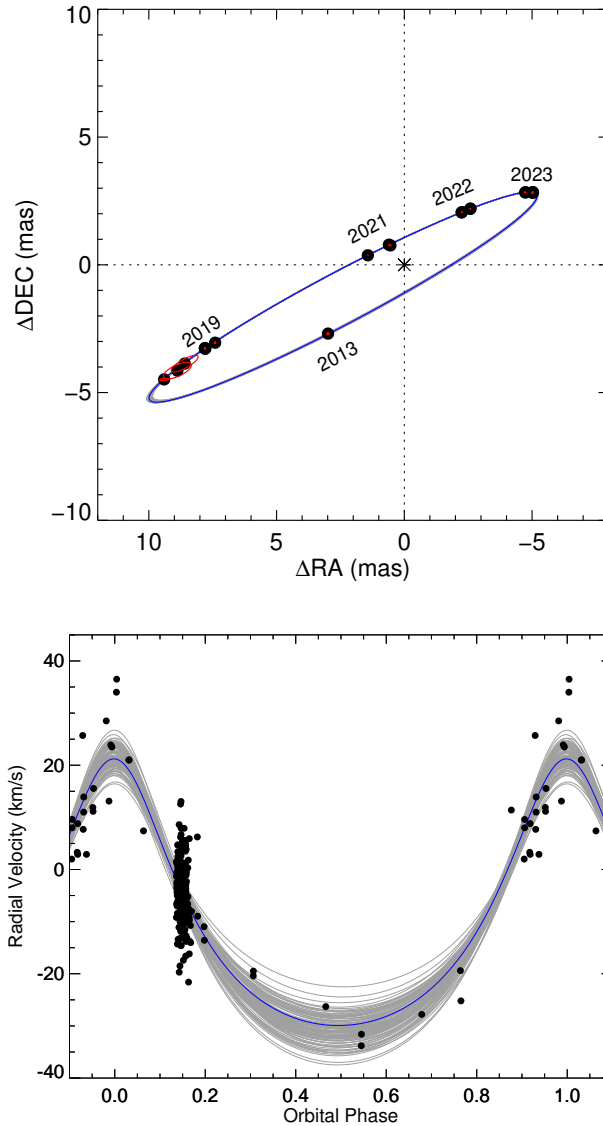 10
5
0
-5
-10
ΔDEC (mas)
2023
2022
2021
2019
2013
10 5 0 -5
ΔRA (mas)
40
20
0
-20
-40
Radial Velocity (km/s)
0.0 0.2 0.4 0.6 0.8 1.0
Orbital Phase